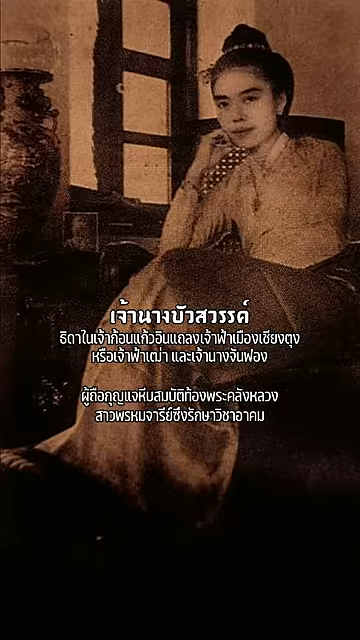 เจ้านางบัวสวรรค์
ธิดาในเจ้าก้อนแก้วอินแถลงเจ้าฟ้าเมืองเชียงตุง
หรือเจ้าฟ้าเฒ่า และเจ้านางจันฟอง
ผู้ถือกุญแจหีบสมบัติท้องพระคลังหลวง
สาวพรหมจารีย์ซึ่งรักษาวิชาอาคม